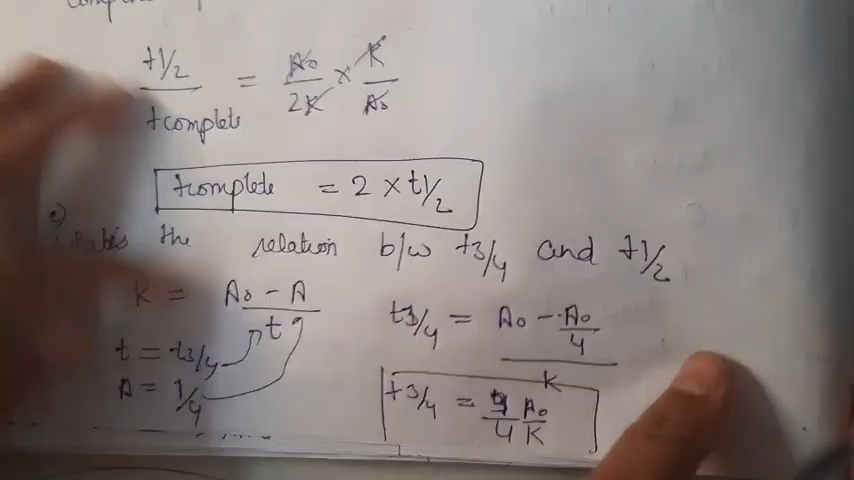 t1/2 / tcomplete = A0/2K × K/A0
tcomplete = 2 × t1/2
e)
the relation b/w t3/4 and t1/2
K = A0 - A / t
t = t3/4
A = 1/4
t3/4 = A0 - A0/4 / K
t3/4 = 3/4 A0/K